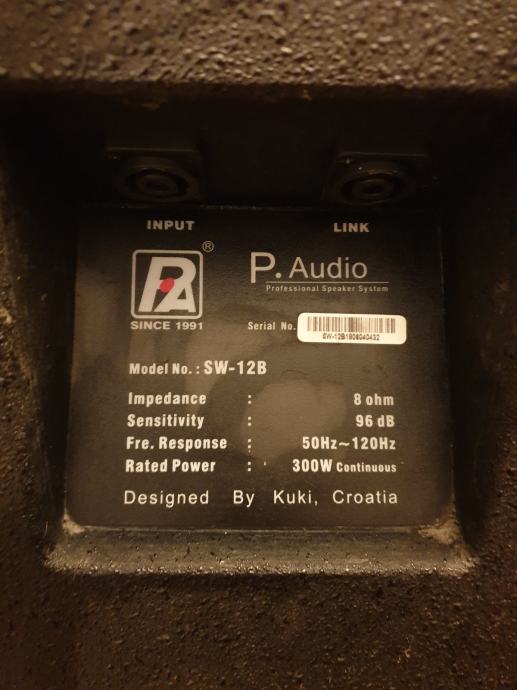 INPUT LINK
PA ®
SINCE 1991
P. Audio
Professional Speaker System
Serial No. SW-12B1806040432
Model No. : SW-12B
Impedance : 8 ohm
Sensitivity : 96 dB
Fre. Response : 50Hz~120Hz
Rated Power : 300W Continuous
Designed By Kuki, Croatia